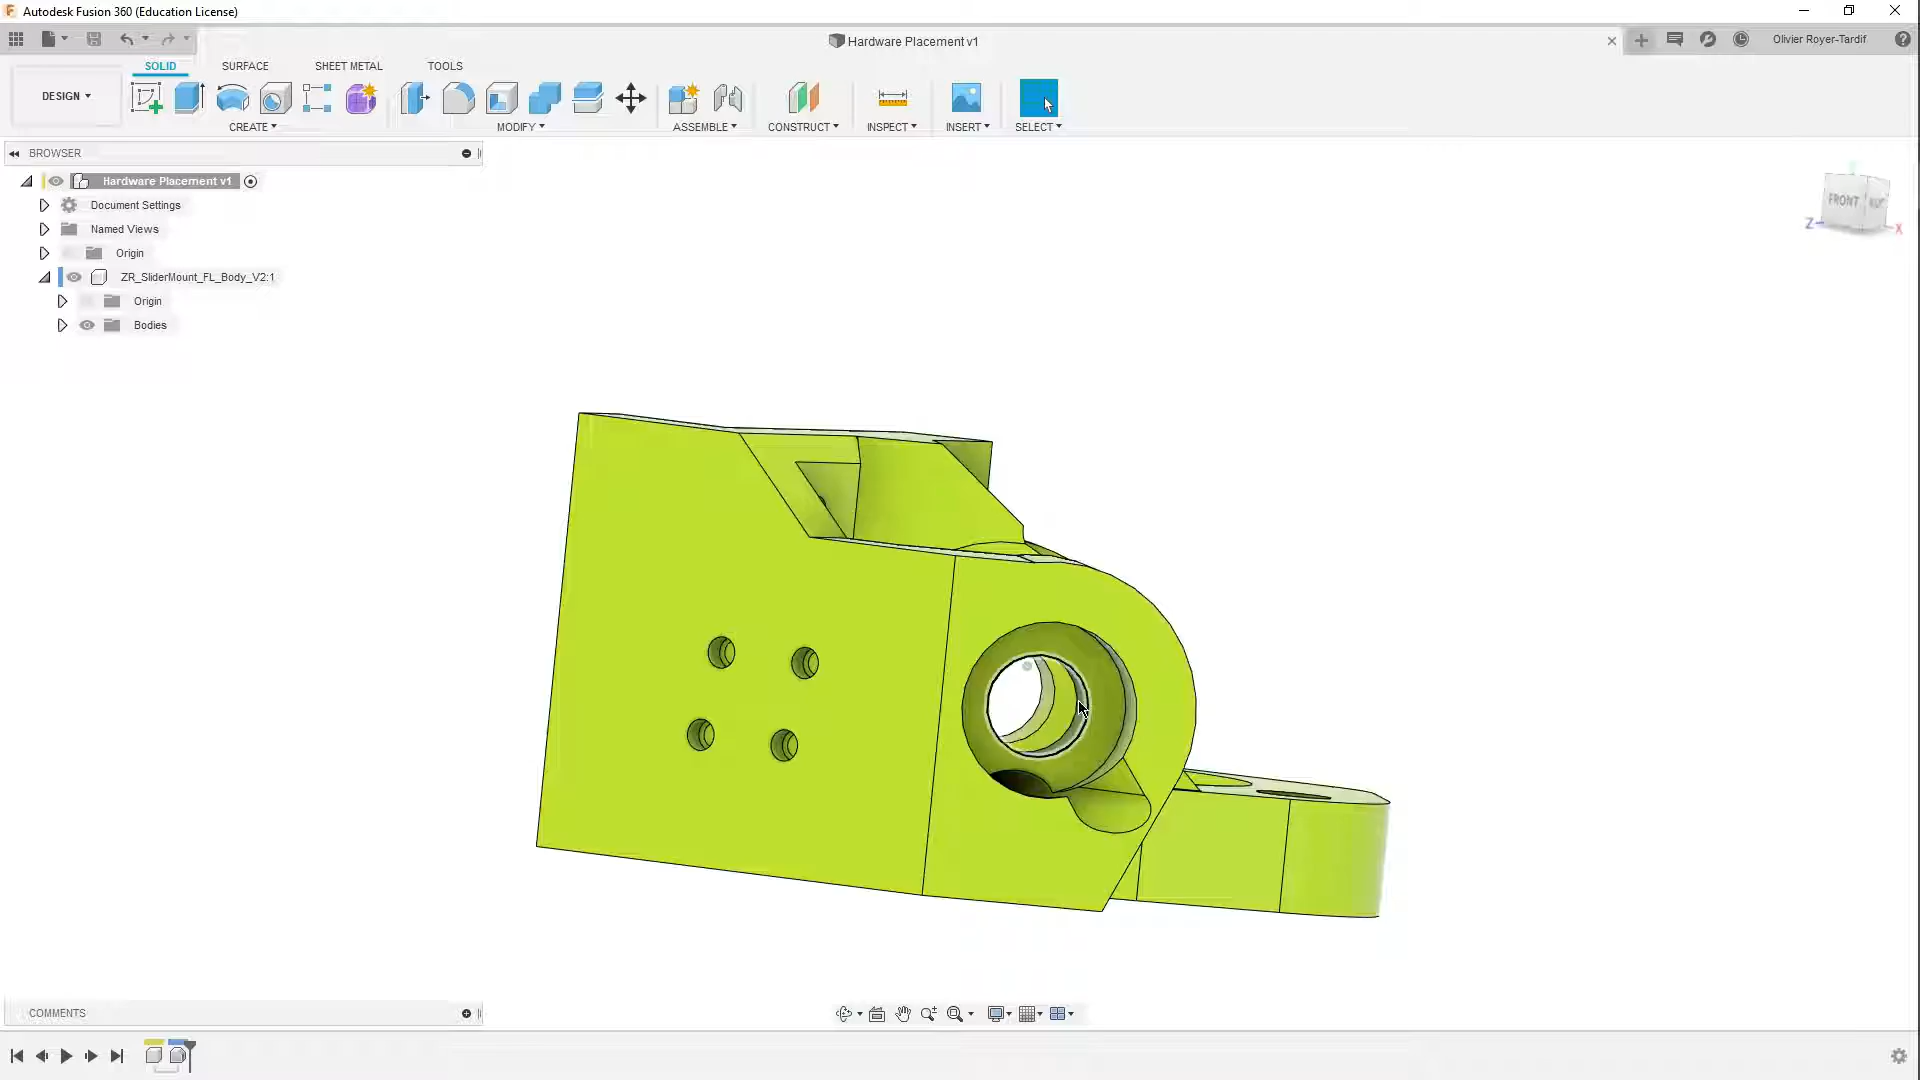 Autodesk Fusion 360 (Education License)
Hardware Placement v1
Olivier Royer-Tardif
SOLID SURFACE SHEET METAL TOOLS
DESIGN
CREATE MODIFY ASSEMBLE CONSTRUCT INSPECT INSERT SELECT
BROWSER
Hardware Placement v1
Document Settings
Named Views
Origin
ZR_SliderMount_FL_Body_V2:1
Origin
Bodies
FRONT
Z X
COMMENTS